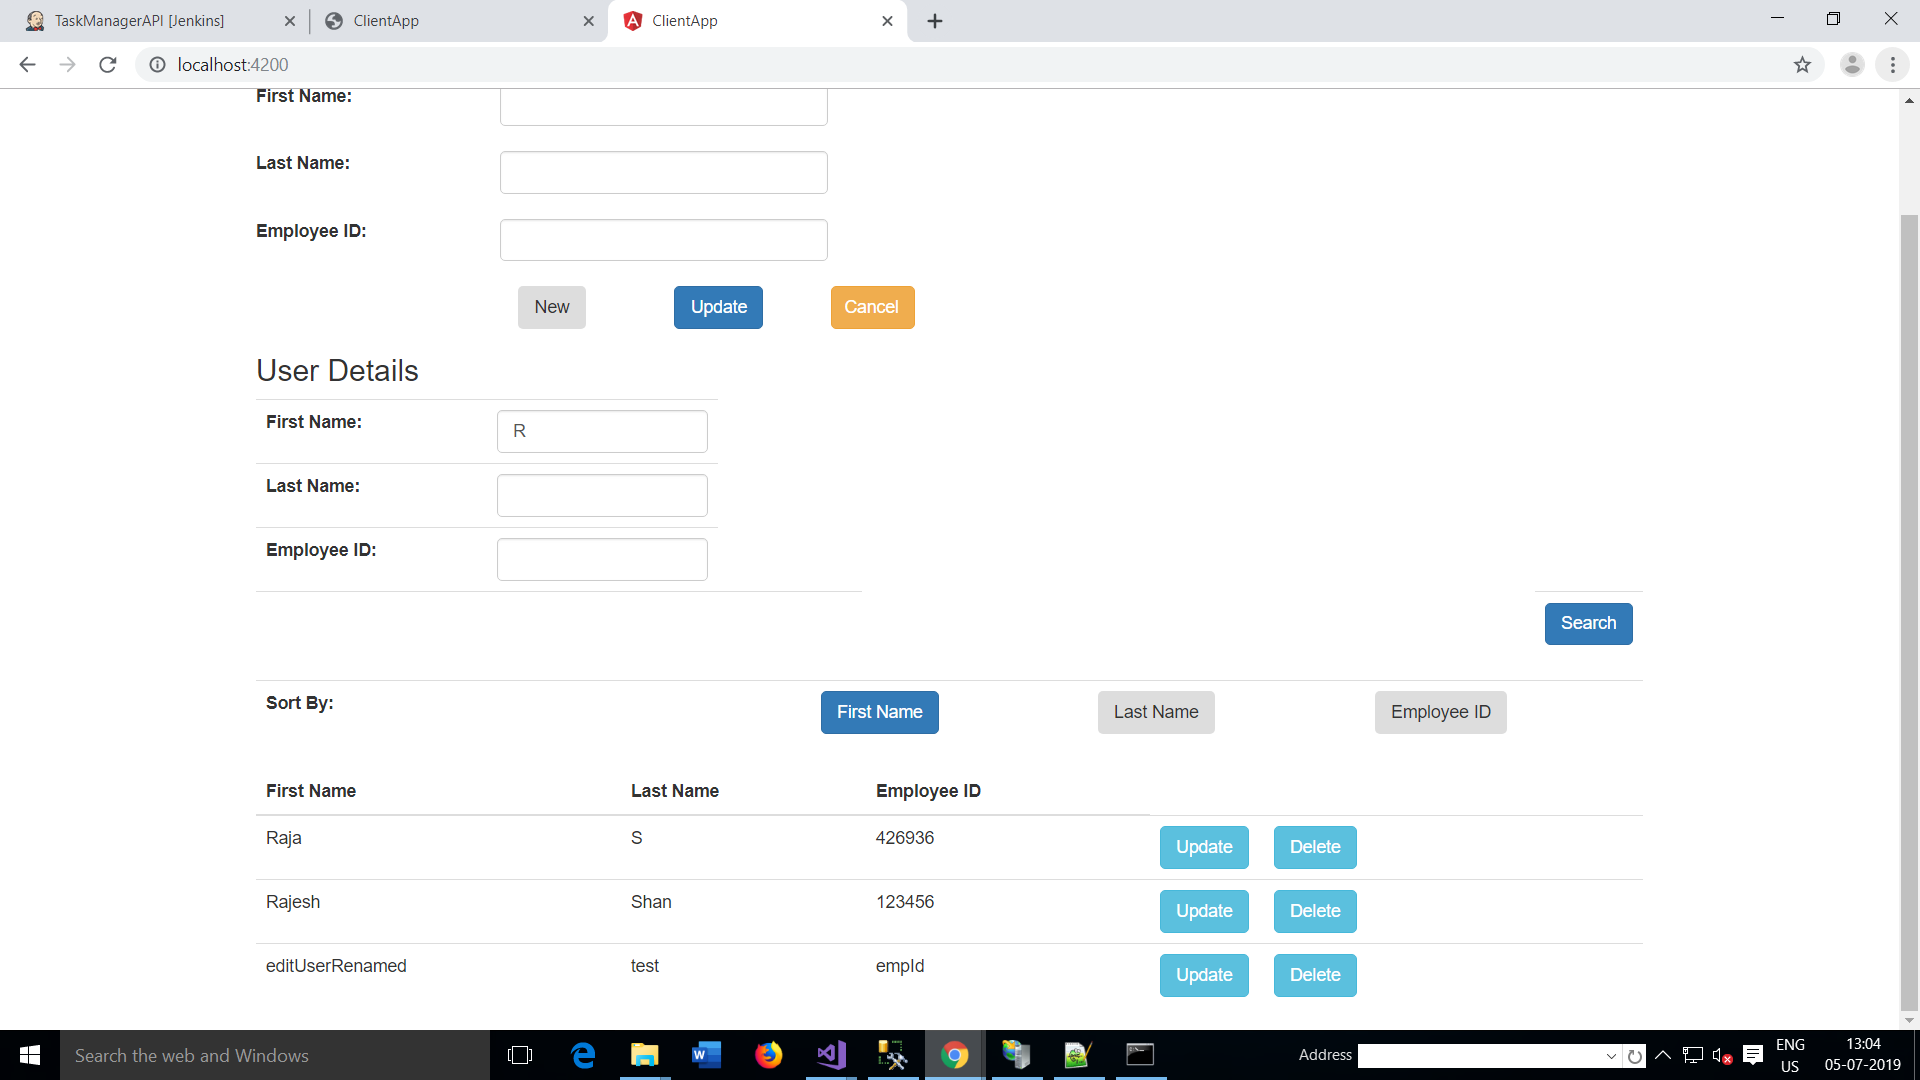 TaskManagerAPI [Jenkins]
ClientApp
ClientApp
localhost:4200
First Name:
Last Name:
Employee ID:
New Update Cancel
User Details
First Name: R
Last Name:
Employee ID:
Search
Sort By: First Name Last Name Employee ID
First Name Last Name Employee ID
Raja S 426936 Update Delete
Rajesh Shan 123456 Update Delete
editUserRenamed test empId Update Delete
Search the web and Windows
Address
ENG
US
13:04
05-07-2019